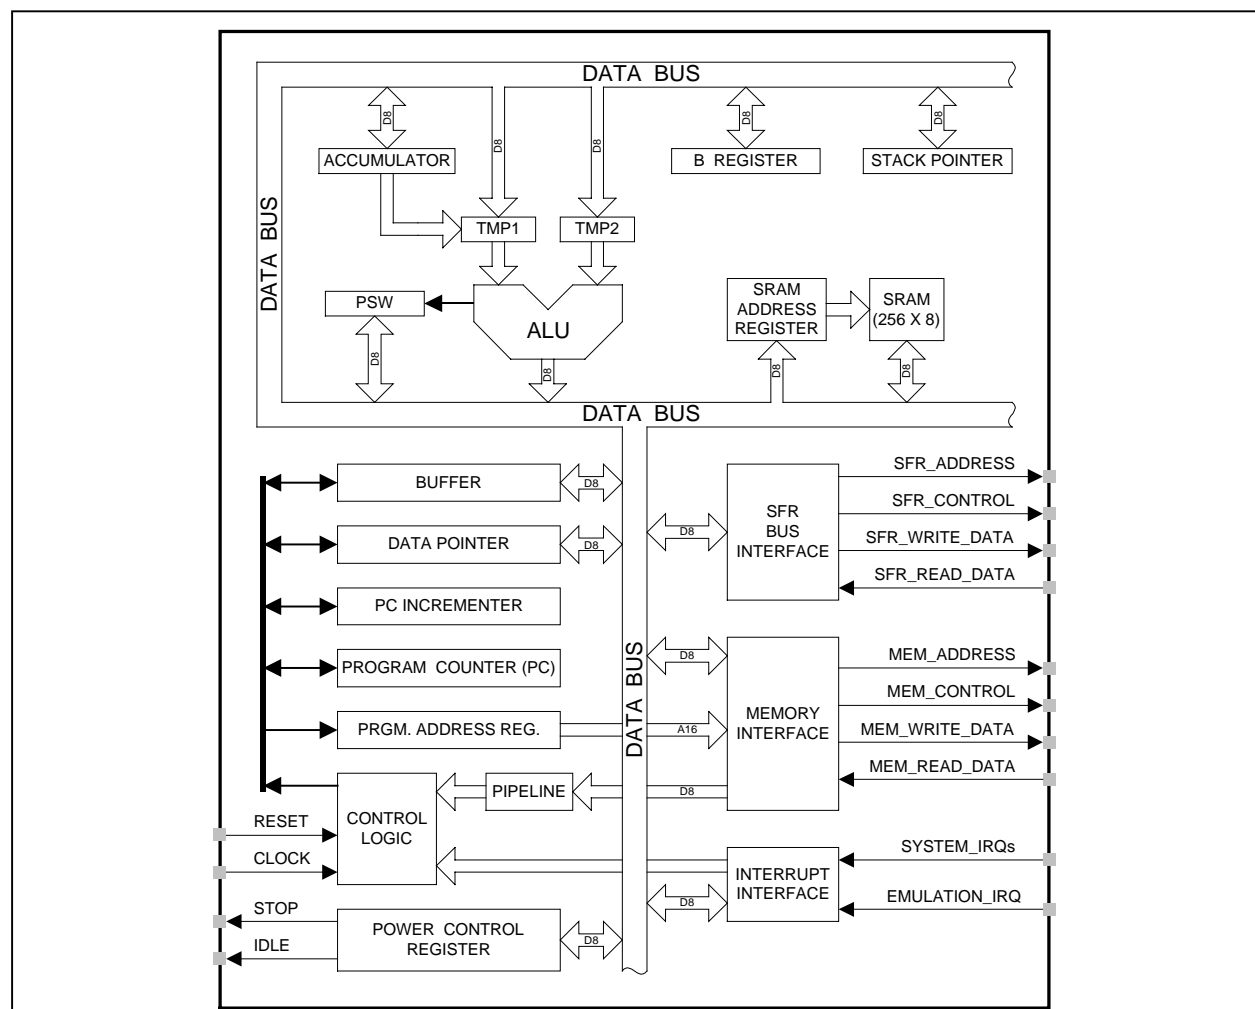 DATA BUS
D8
D8
D8
D8
D8
ACCUMULATOR
B REGISTER
STACK POINTER
DATA BUS
TMP1
TMP2
PSW
ALU
SRAM
ADDRESS
REGISTER
SRAM
(256 X 8)
D8
D8
D8
D8
DATA BUS
BUFFER
D8
DATA POINTER
D8
PC INCREMENTER
PROGRAM COUNTER (PC)
PRGM. ADDRESS REG.
A16
PIPELINE
D8
CONTROL
LOGIC
RESET
CLOCK
STOP
IDLE
POWER CONTROL
REGISTER
D8
DATA BUS
D8
SFR
BUS
INTERFACE
SFR_ADDRESS
SFR_CONTROL
SFR_WRITE_DATA
SFR_READ_DATA
D8
MEMORY
INTERFACE
MEM_ADDRESS
MEM_CONTROL
MEM_WRITE_DATA
MEM_READ_DATA
INTERRUPT
INTERFACE
D8
SYSTEM_IRQs
EMULATION_IRQ